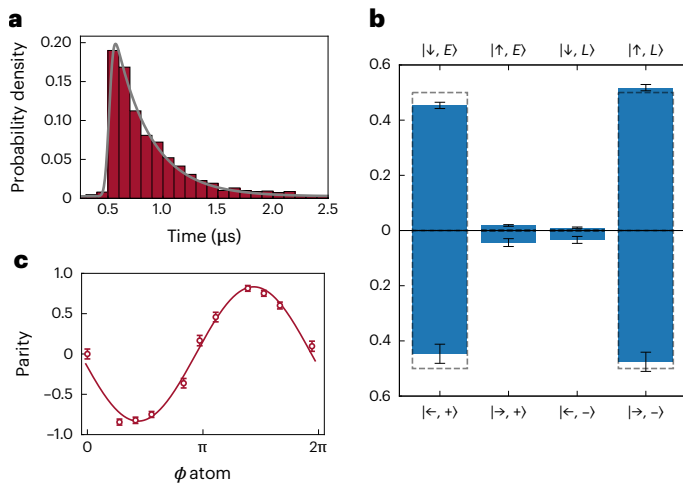 a
Probability density
0.20
0.15
0.10
0.05
0
0.5
1.0
1.5
2.0
2.5
Time (μs)
b
|↓, E⟩
|↑, E⟩
|↓, L⟩
|↑, L⟩
0.6
0.4
0.2
0
0.2
0.4
0.6
|←, +⟩
|→, +⟩
|←, −⟩
|→, −⟩
c
Parity
1.0
0.5
0
−0.5
−1.0
0
π
2π
ϕ atom